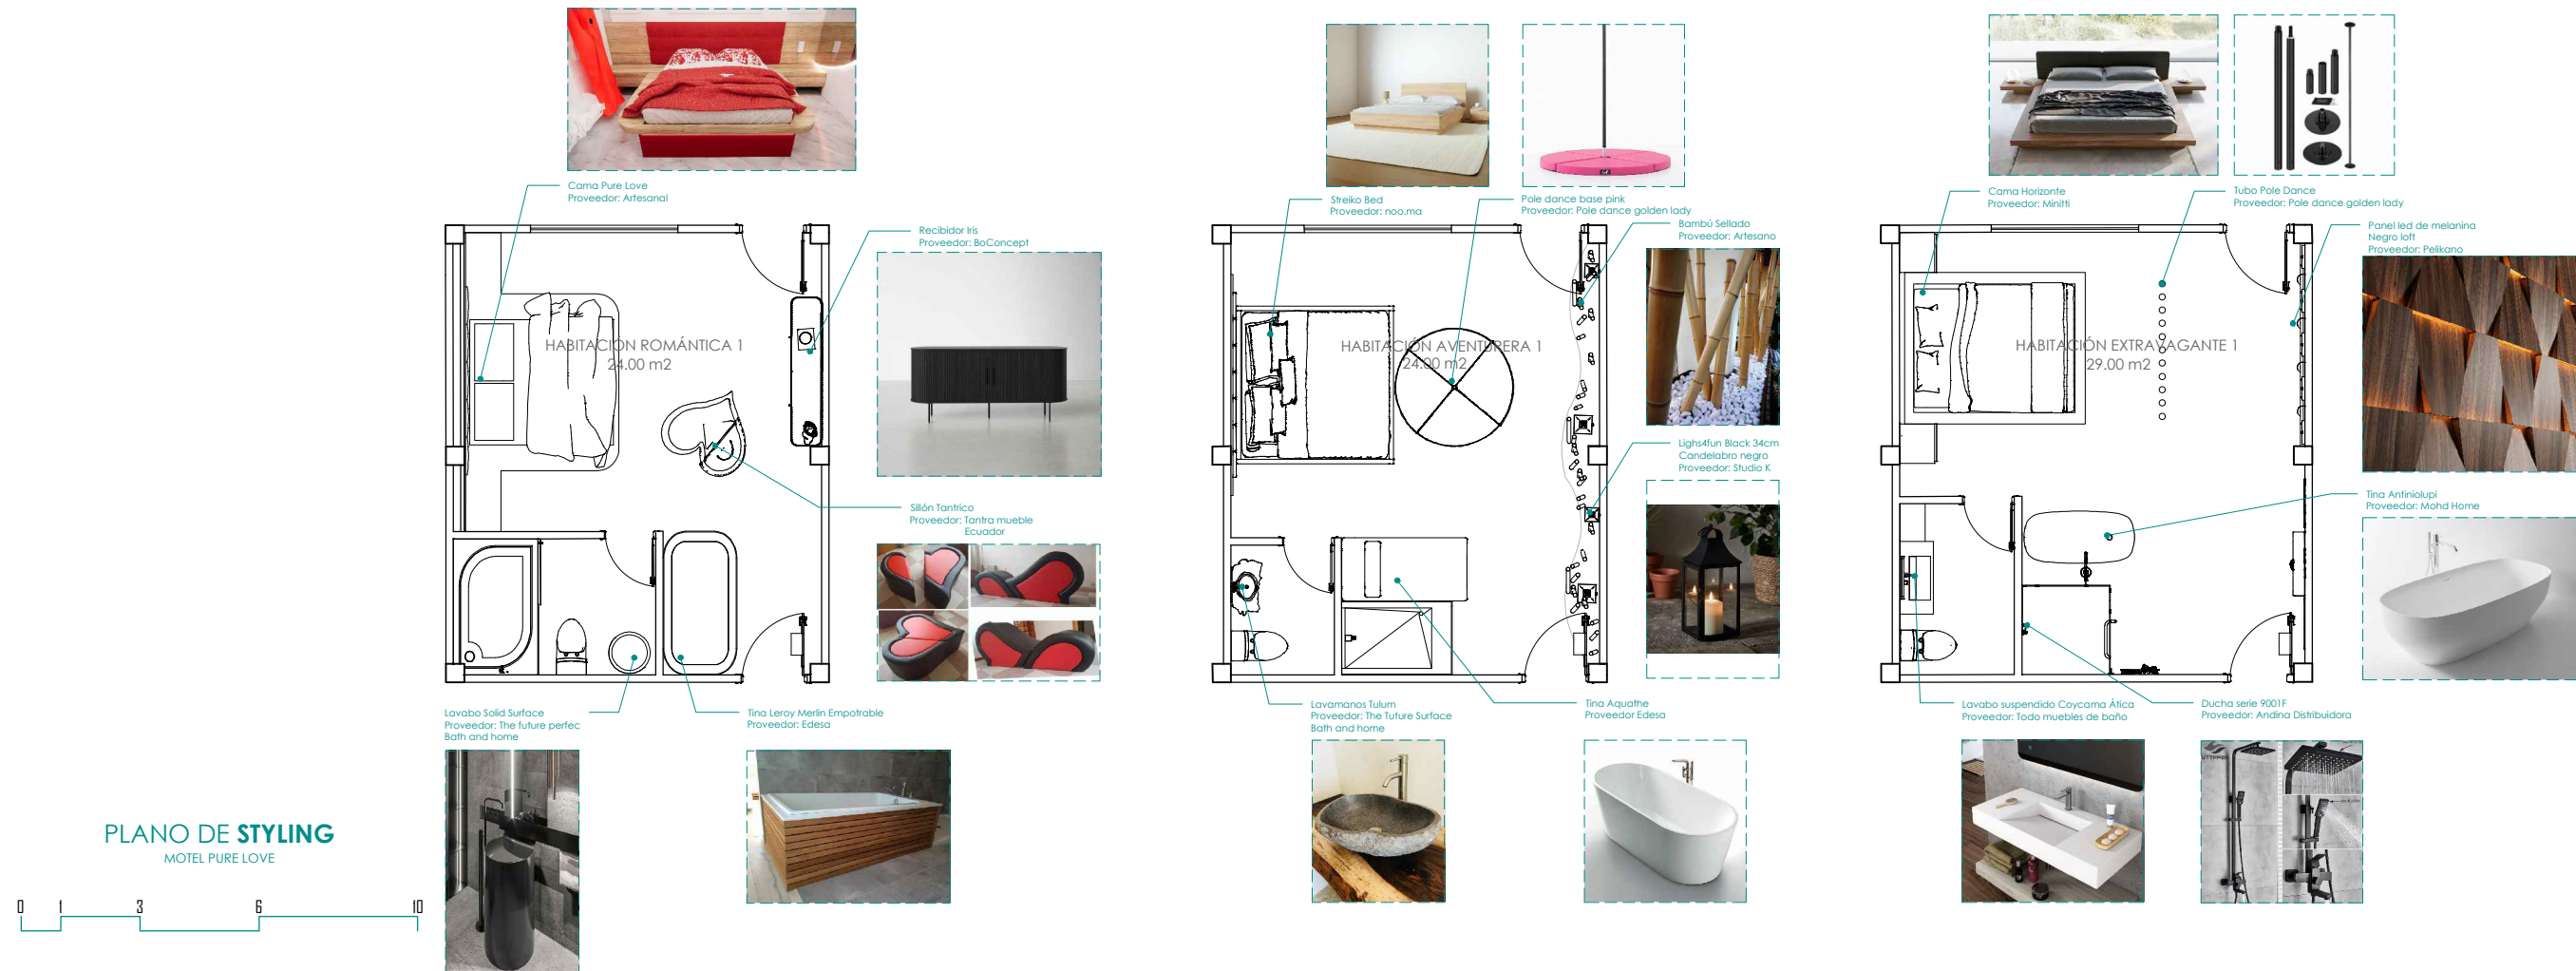 Cama Pure Love
Proveedor: Artesanal
Recibidor Iris
Proveedor: BoConcept
HABITACIÓN ROMÁNTICA 1
24.00 m2
Sillón Tantrico
Proveedor: Tantra mueble
Ecuador
Lavabo Solid Surface
Proveedor: The future perfec
Bath and home
Tina Leroy Merlin Empotrable
Proveedor: Edesa
Streiko Bed
Proveedor: noo.ma
Pole dance base pink
Proveedor: Pole dance golden lady
Bambú Sellado
Proveedor: Artesano
HABITACIÓN AVENTURERA 1
24.00 m2
Lighs4fun Black 34cm
Candelabro negro
Proveedor: Studio K
Lavamanos Tulum
Proveedor: The Tuture Surface
Bath and home
Tina Aquathe
Proveedor Edesa
Cama Horizonte
Proveedor: Minitti
Tubo Pole Dance
Proveedor: Pole dance golden lady
Panel led de melanina
Negro loft
Proveedor: Pelikano
HABITACIÓN EXTRAVAGANTE 1
29.00 m2
Tina Antiniolupi
Proveedor: Mohd Home
Lavabo suspendido Coycama Ática
Proveedor: Todo muebles de baño
Ducha serie 9001F
Proveedor: Andina Distribuidora
PLANO DE STYLING
MOTEL PURE LOVE
0 1 3 6 10